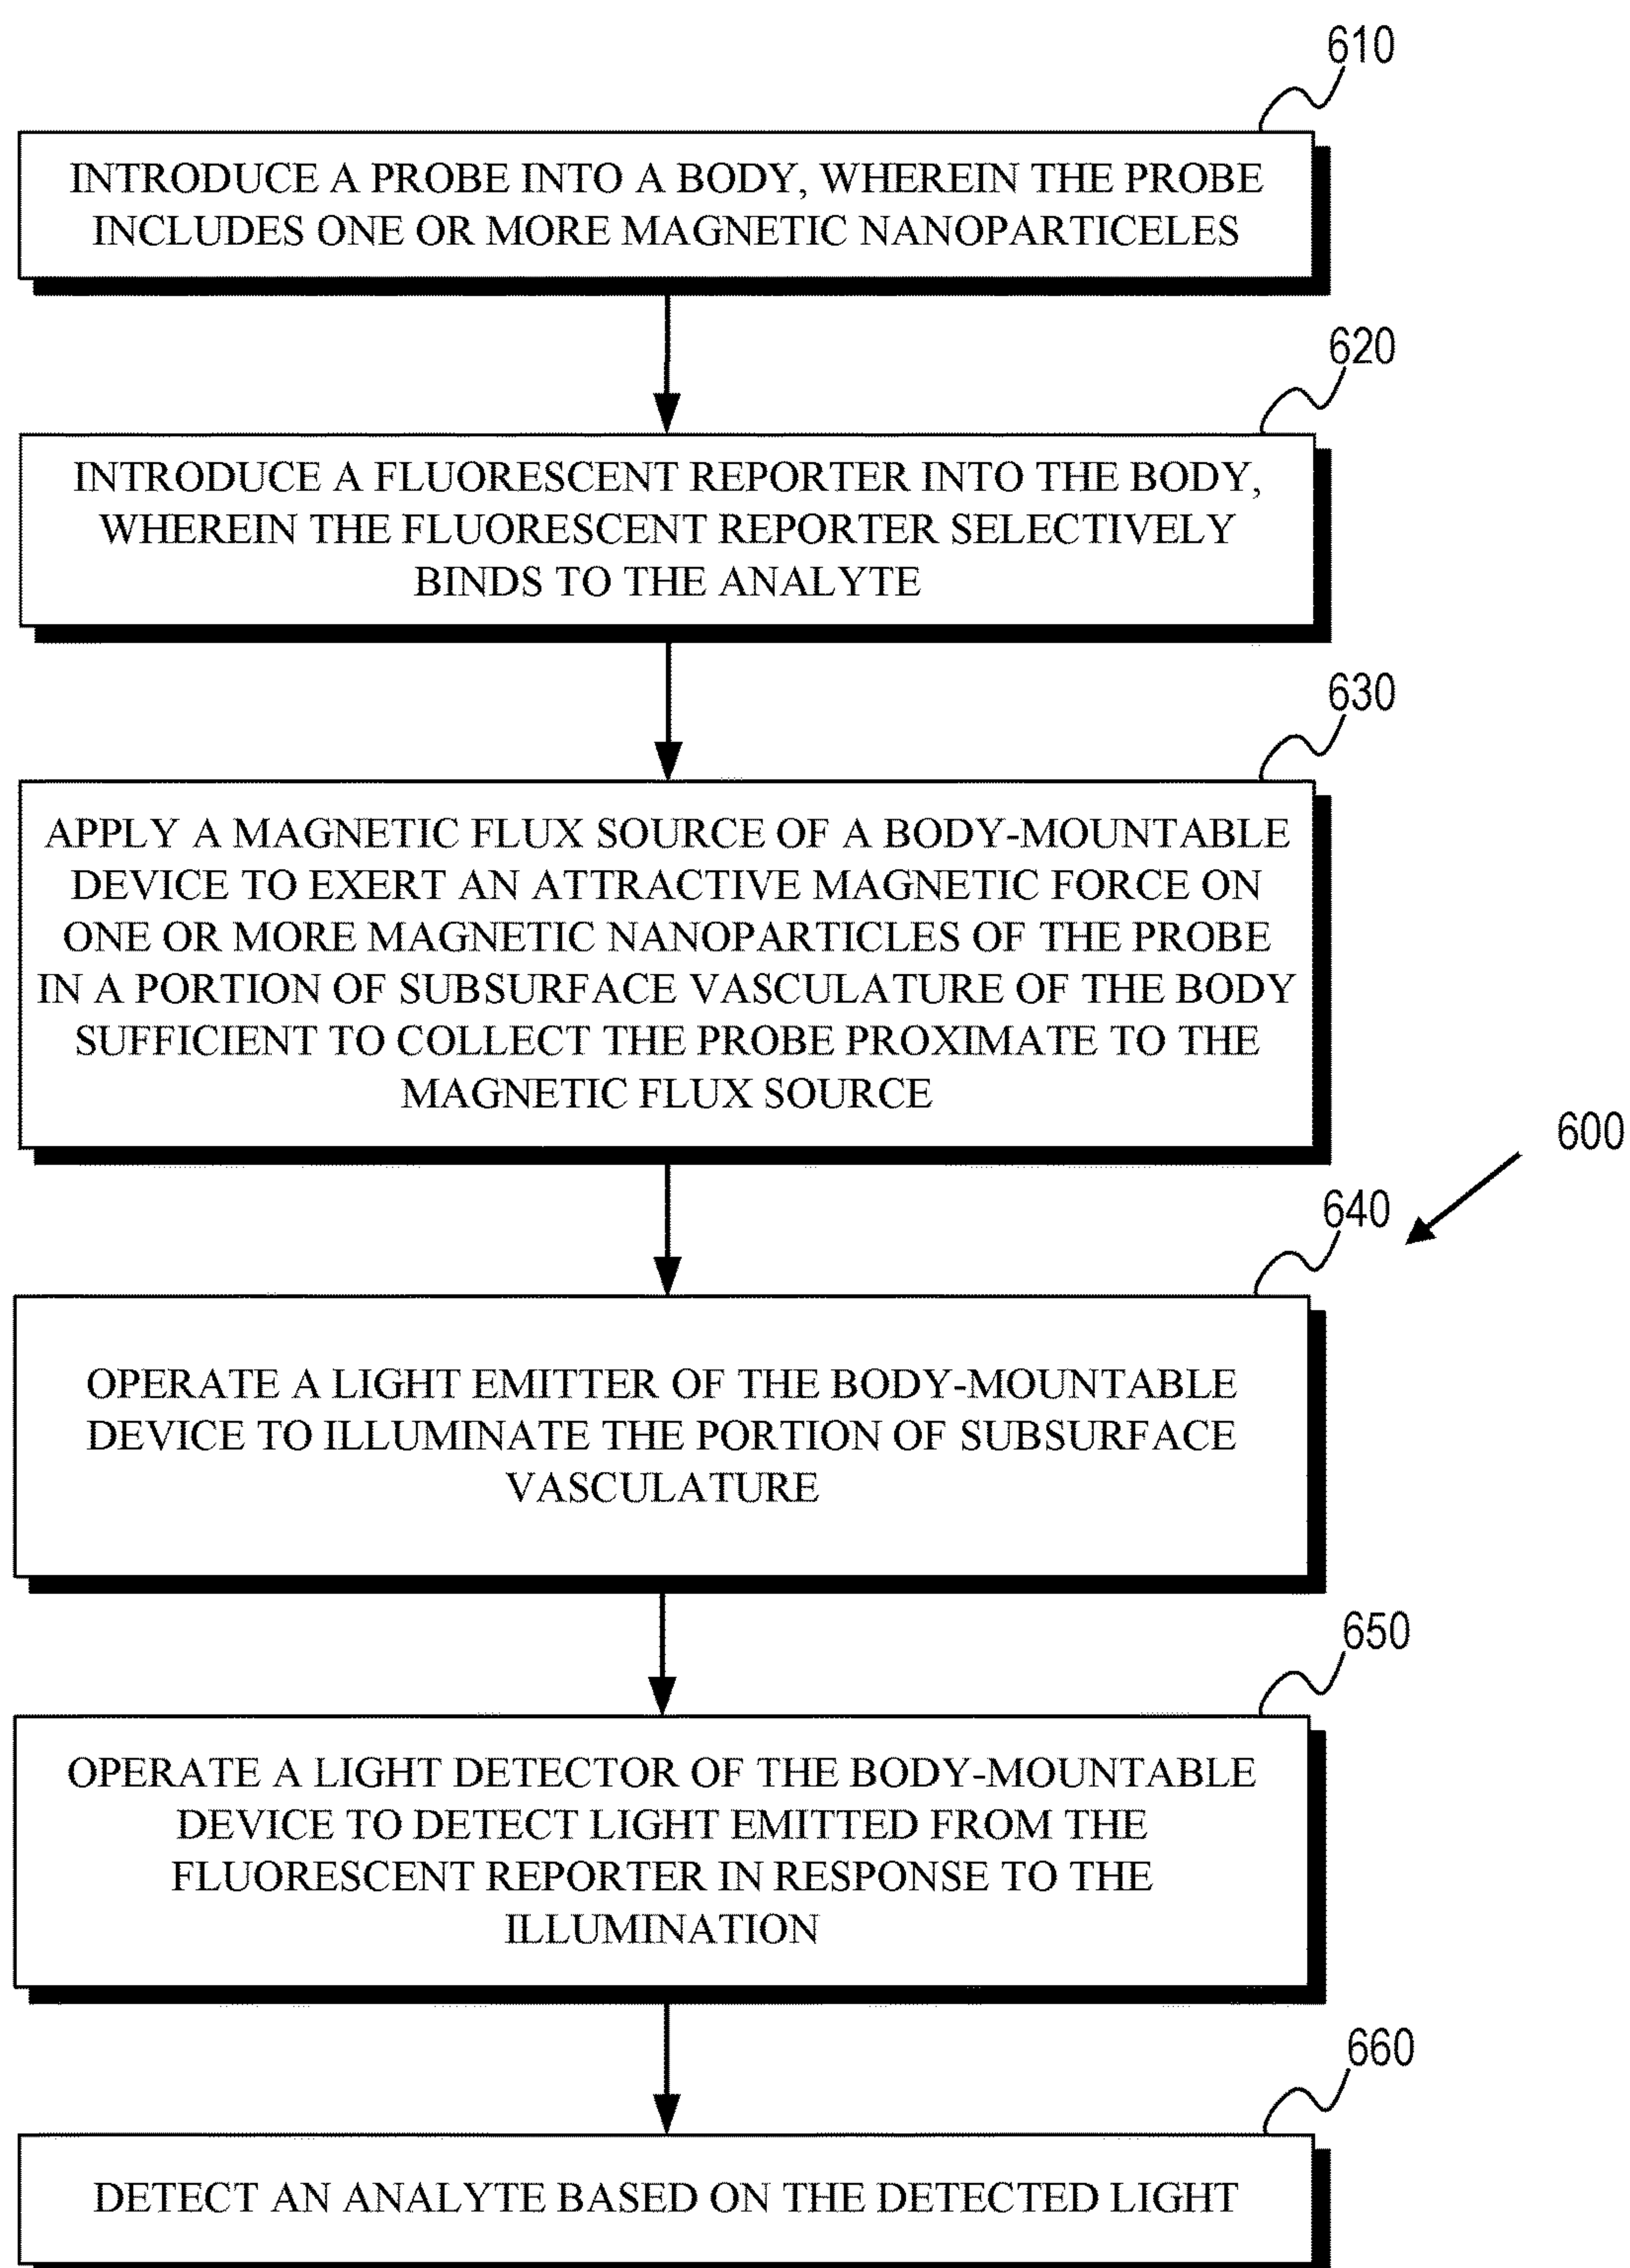 610
INTRODUCE A PROBE INTO A BODY, WHEREIN THE PROBE
INCLUDES ONE OR MORE MAGNETIC NANOPARTICELES
620
INTRODUCE A FLUORESCENT REPORTER INTO THE BODY,
WHEREIN THE FLUORESCENT REPORTER SELECTIVELY
BINDS TO THE ANALYTE
630
APPLY A MAGNETIC FLUX SOURCE OF A BODY-MOUNTABLE
DEVICE TO EXERT AN ATTRACTIVE MAGNETIC FORCE ON
ONE OR MORE MAGNETIC NANOPARTICLES OF THE PROBE
IN A PORTION OF SUBSURFACE VASCULATURE OF THE BODY
SUFFICIENT TO COLLECT THE PROBE PROXIMATE TO THE
MAGNETIC FLUX SOURCE
600
640
OPERATE A LIGHT EMITTER OF THE BODY-MOUNTABLE
DEVICE TO ILLUMINATE THE PORTION OF SUBSURFACE
VASCULATURE
650
OPERATE A LIGHT DETECTOR OF THE BODY-MOUNTABLE
DEVICE TO DETECT LIGHT EMITTED FROM THE
FLUORESCENT REPORTER IN RESPONSE TO THE
ILLUMINATION
660
DETECT AN ANALYTE BASED ON THE DETECTED LIGHT